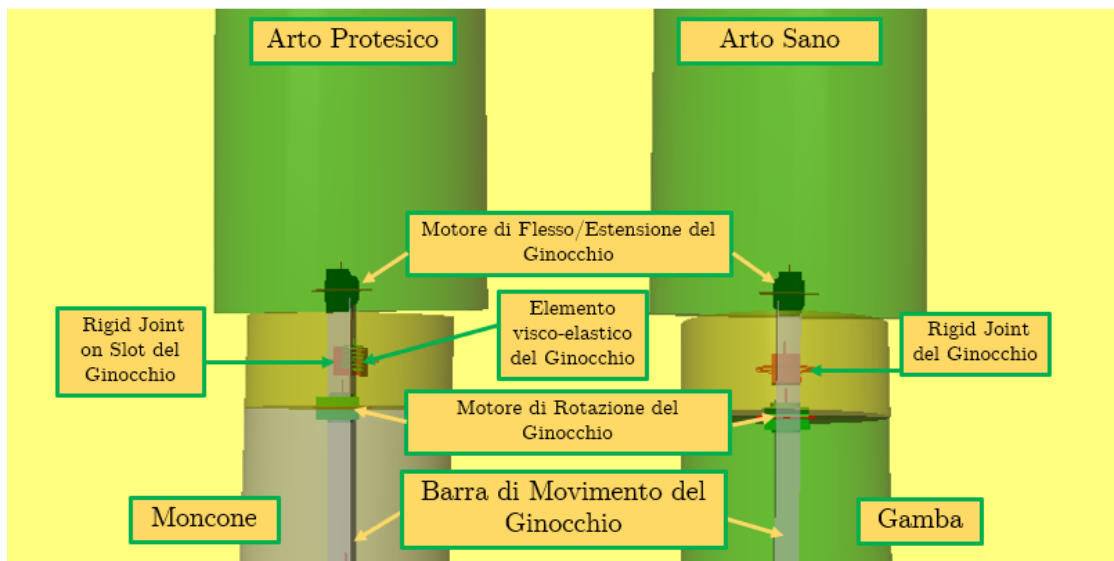 Arto Protesico
Arto Sano
Motore di Flesso/Estensione del
Ginocchio
Rigid Joint
on Slot del
Ginocchio
Elemento
visco-elastico
del Ginocchio
Rigid Joint
del Ginocchio
Motore di Rotazione del
Ginocchio
Moncone
Barra di Movimento del
Ginocchio
Gamba